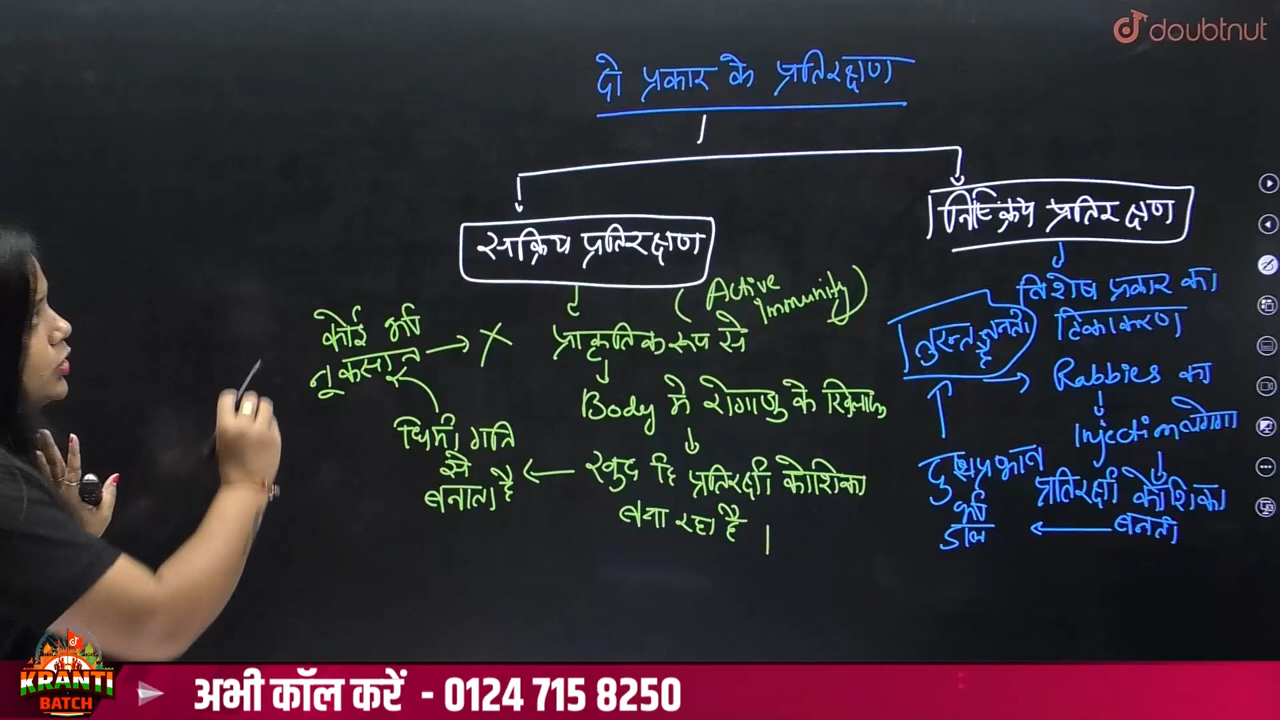 doubtnut
दो प्रकार के प्रतिरक्षण
सक्रिय प्रतिरक्षण
(Active Immunity)
प्राकृतिक रूप से
Body में रोगाणु के खिलाफ
खुद हि प्रतिरक्षी कोशिका
बना रहा है |
धिमी गति
से
बनाता है
कोई भी
नुकसान
X
निष्क्रिय प्रतिरक्षण
विशेष प्रकार का
टिकाकरण
Rabbies का
Injection लेगा
प्रतिरक्षी कोशिका
बनती
दुष्प्रभाव
भी
तुरन्त बनती है
KRANTI
BATCH
अभी कॉल करें - 0124 715 8250